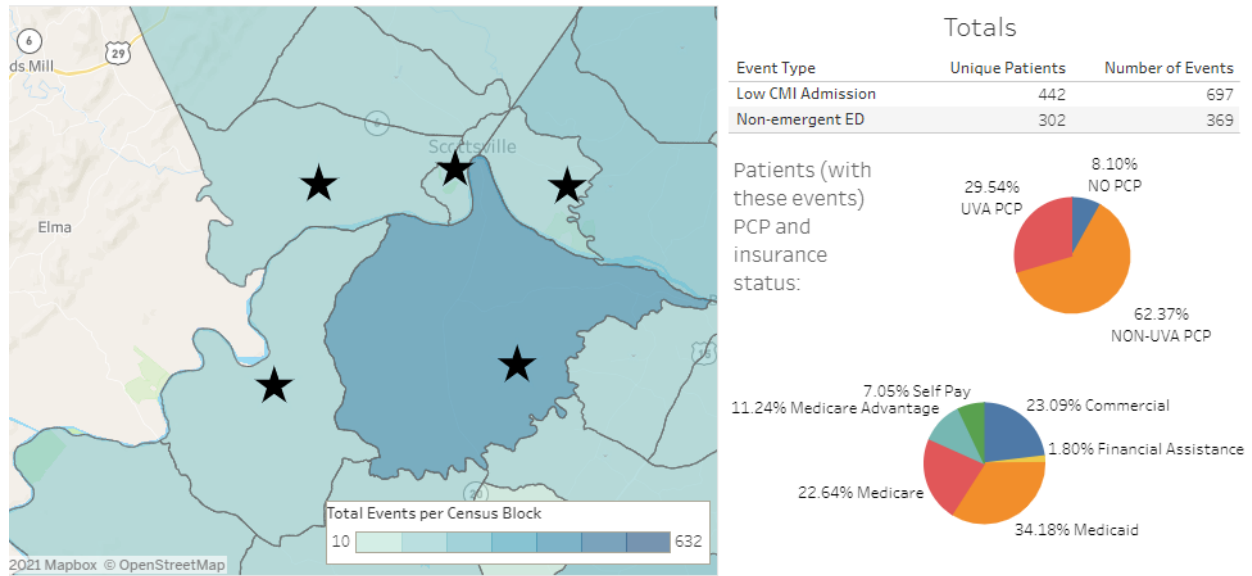 6
29
ds Mill
6
Scottsville
Elma
15
20
Total Events per Census Block
10 632
2021 Mapbox © OpenStreetMap
Totals
Event Type Unique Patients Number of Events
Low CMI Admission 442 697
Non-emergent ED 302 369
Patients (with
these events)
PCP and
insurance
status:
8.10%
NO PCP
29.54%
UVA PCP
62.37%
NON-UVA PCP
7.05% Self Pay
23.09% Commercial
11.24% Medicare Advantage
1.80% Financial Assistance
22.64% Medicare
34.18% Medicaid